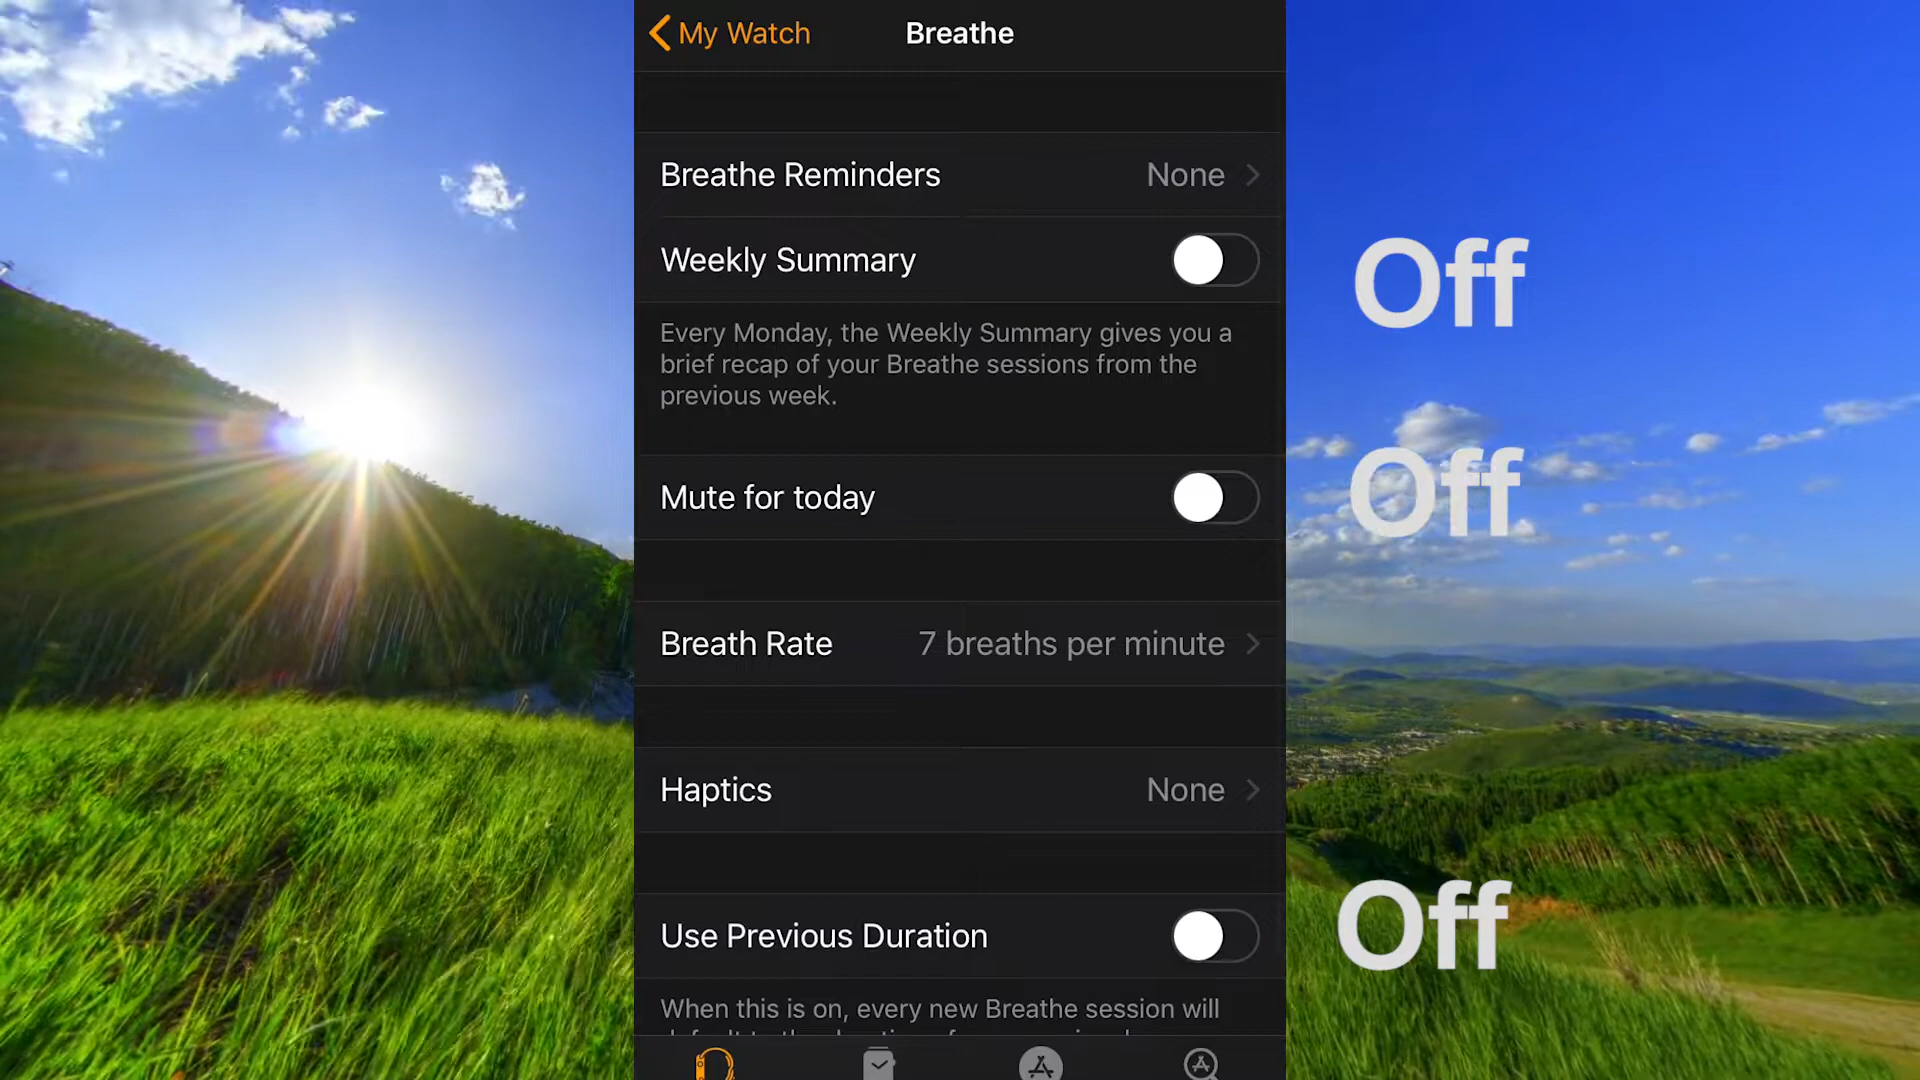 My Watch
Breathe
Breathe Reminders None
Weekly Summary
Off
Every Monday, the Weekly Summary gives you a
brief recap of your Breathe sessions from the
previous week.
Mute for today
Off
Breath Rate 7 breaths per minute
Haptics None
Use Previous Duration
Off
When this is on, every new Breathe session will